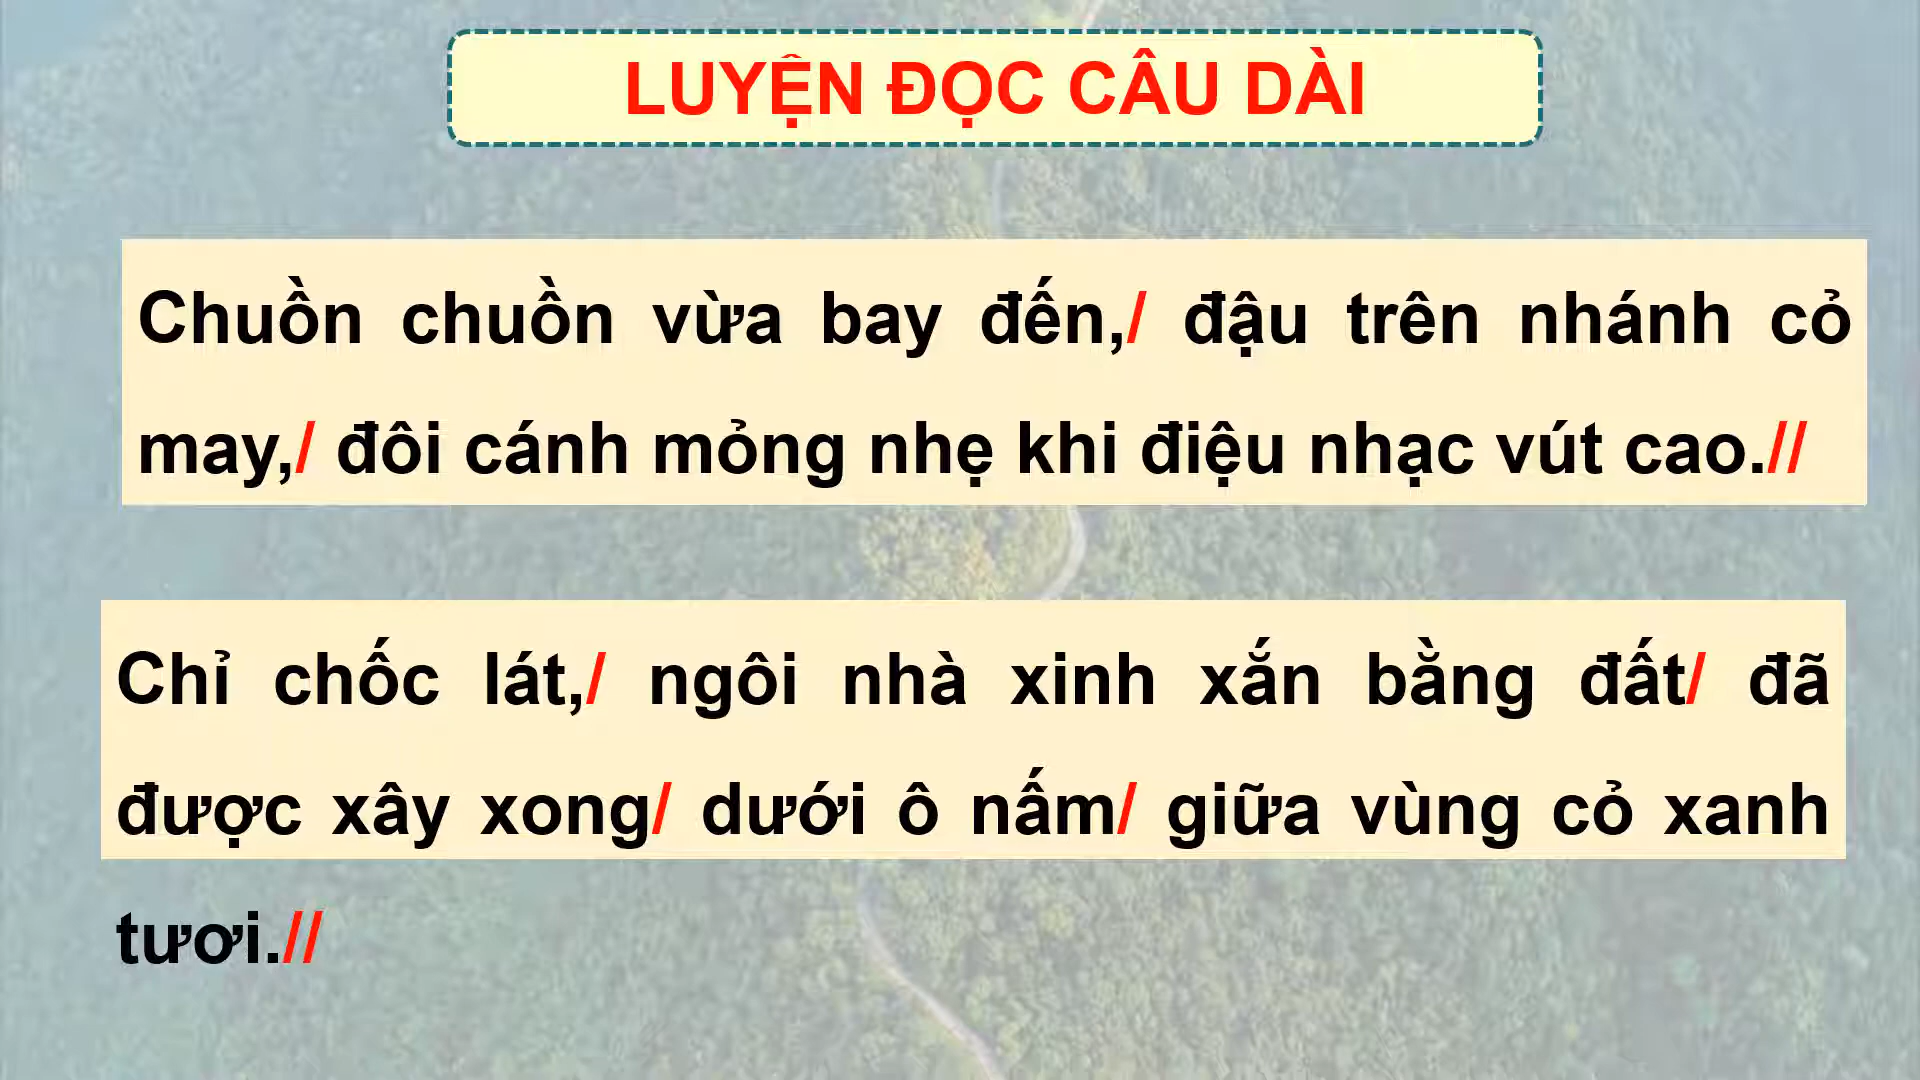 LUYỆN ĐỌC CÂU DÀI
Chuồn chuồn vừa bay đến,/ đậu trên nhánh cỏ
may,/ đôi cánh mỏng nhẹ khi điệu nhạc vút cao.//
Chỉ chốc lát,/ ngôi nhà xinh xắn bằng đất/ đã
được xây xong/ dưới ô nấm/ giữa vùng cỏ xanh
tươi.//